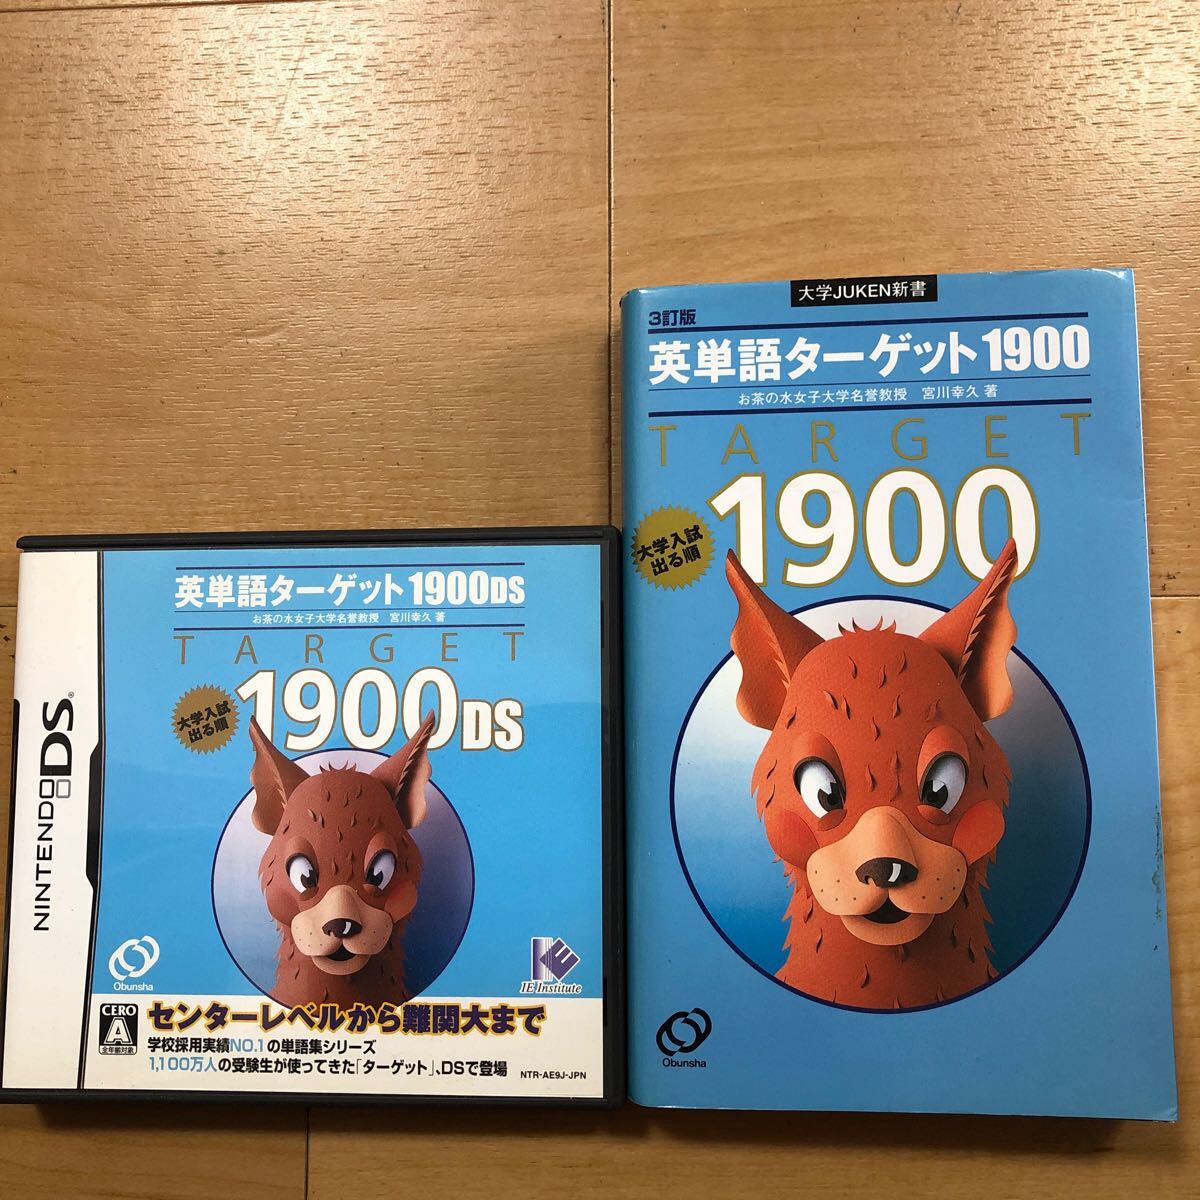 NINTENDO DS®
英単語ターゲット1900DS
お茶の水女子大学名誉教授 宮川幸久 著
TARGET
1900DS
大学入試
出る順
Obunsha
IE Institute
CERO
A
全年齢対象
センターレベルから難関大まで
学校採用実績NO.1の単語集シリーズ
1,100万人の受験生が使ってきた「ターゲット」、DSで登場
NTR-AE9J-JPN
大学JUKEN新書
3訂版
英単語ターゲット1900
お茶の水女子大学名誉教授 宮川幸久 著
TARGET
1900
大学入試
出る順
Obunsha